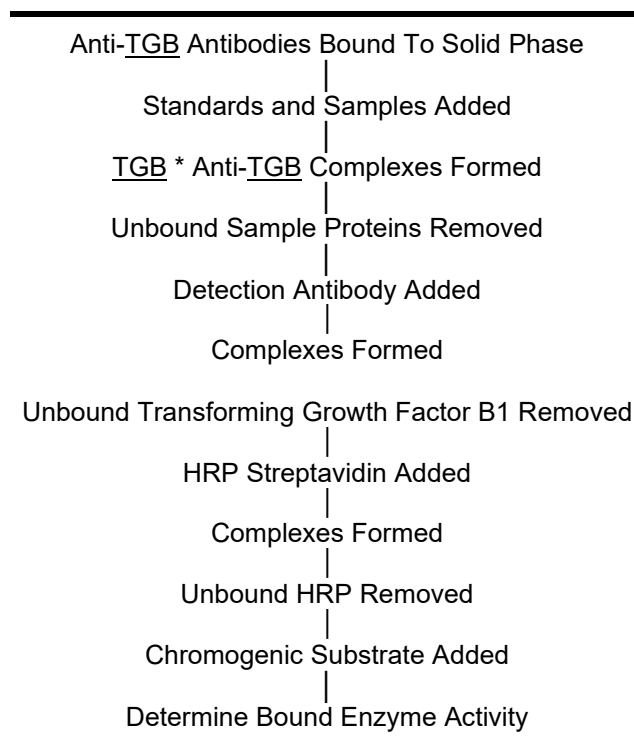 Anti-TGB Antibodies Bound To Solid Phase
Standards and Samples Added
TGB * Anti-TGB Complexes Formed
Unbound Sample Proteins Removed
Detection Antibody Added
Complexes Formed
Unbound Transforming Growth Factor B1 Removed
HRP Streptavidin Added
Complexes Formed
Unbound HRP Removed
Chromogenic Substrate Added
Determine Bound Enzyme Activity